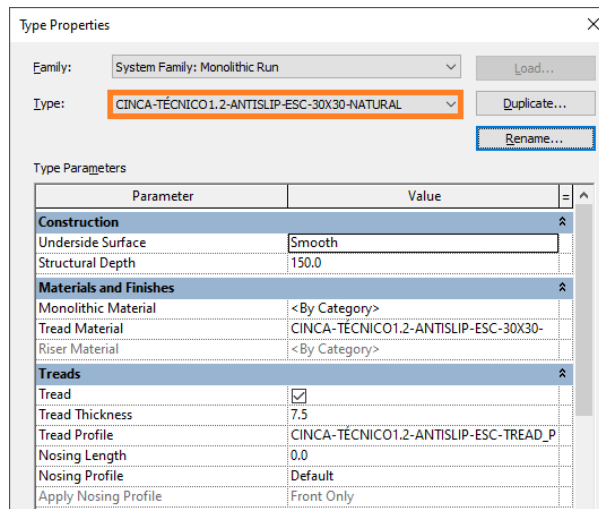 Type Properties
Family: System Family: Monolithic Run Load...
Type: CINCA-TÉCNICO1.2-ANTISLIP-ESC-30X30-NATURAL Duplicate...
Rename...
Type Parameters
Parameter Value =
Construction
Underside Surface Smooth
Structural Depth 150.0
Materials and Finishes
Monolithic Material <By Category>
Tread Material CINCA-TÉCNICO1.2-ANTISLIP-ESC-30X30-
Riser Material <By Category>
Treads
Tread
Tread Thickness 7.5
Tread Profile CINCA-TÉCNICO1.2-ANTISLIP-ESC-TREAD_P
Nosing Length 0.0
Nosing Profile Default
Apply Nosing Profile Front Only